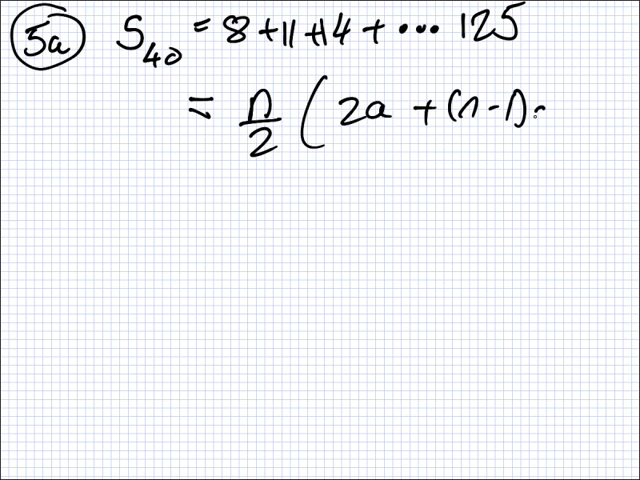 5a S40 = 8 + 11 + 14 + ... 125
= n/2 ( 2a + (n - 1)